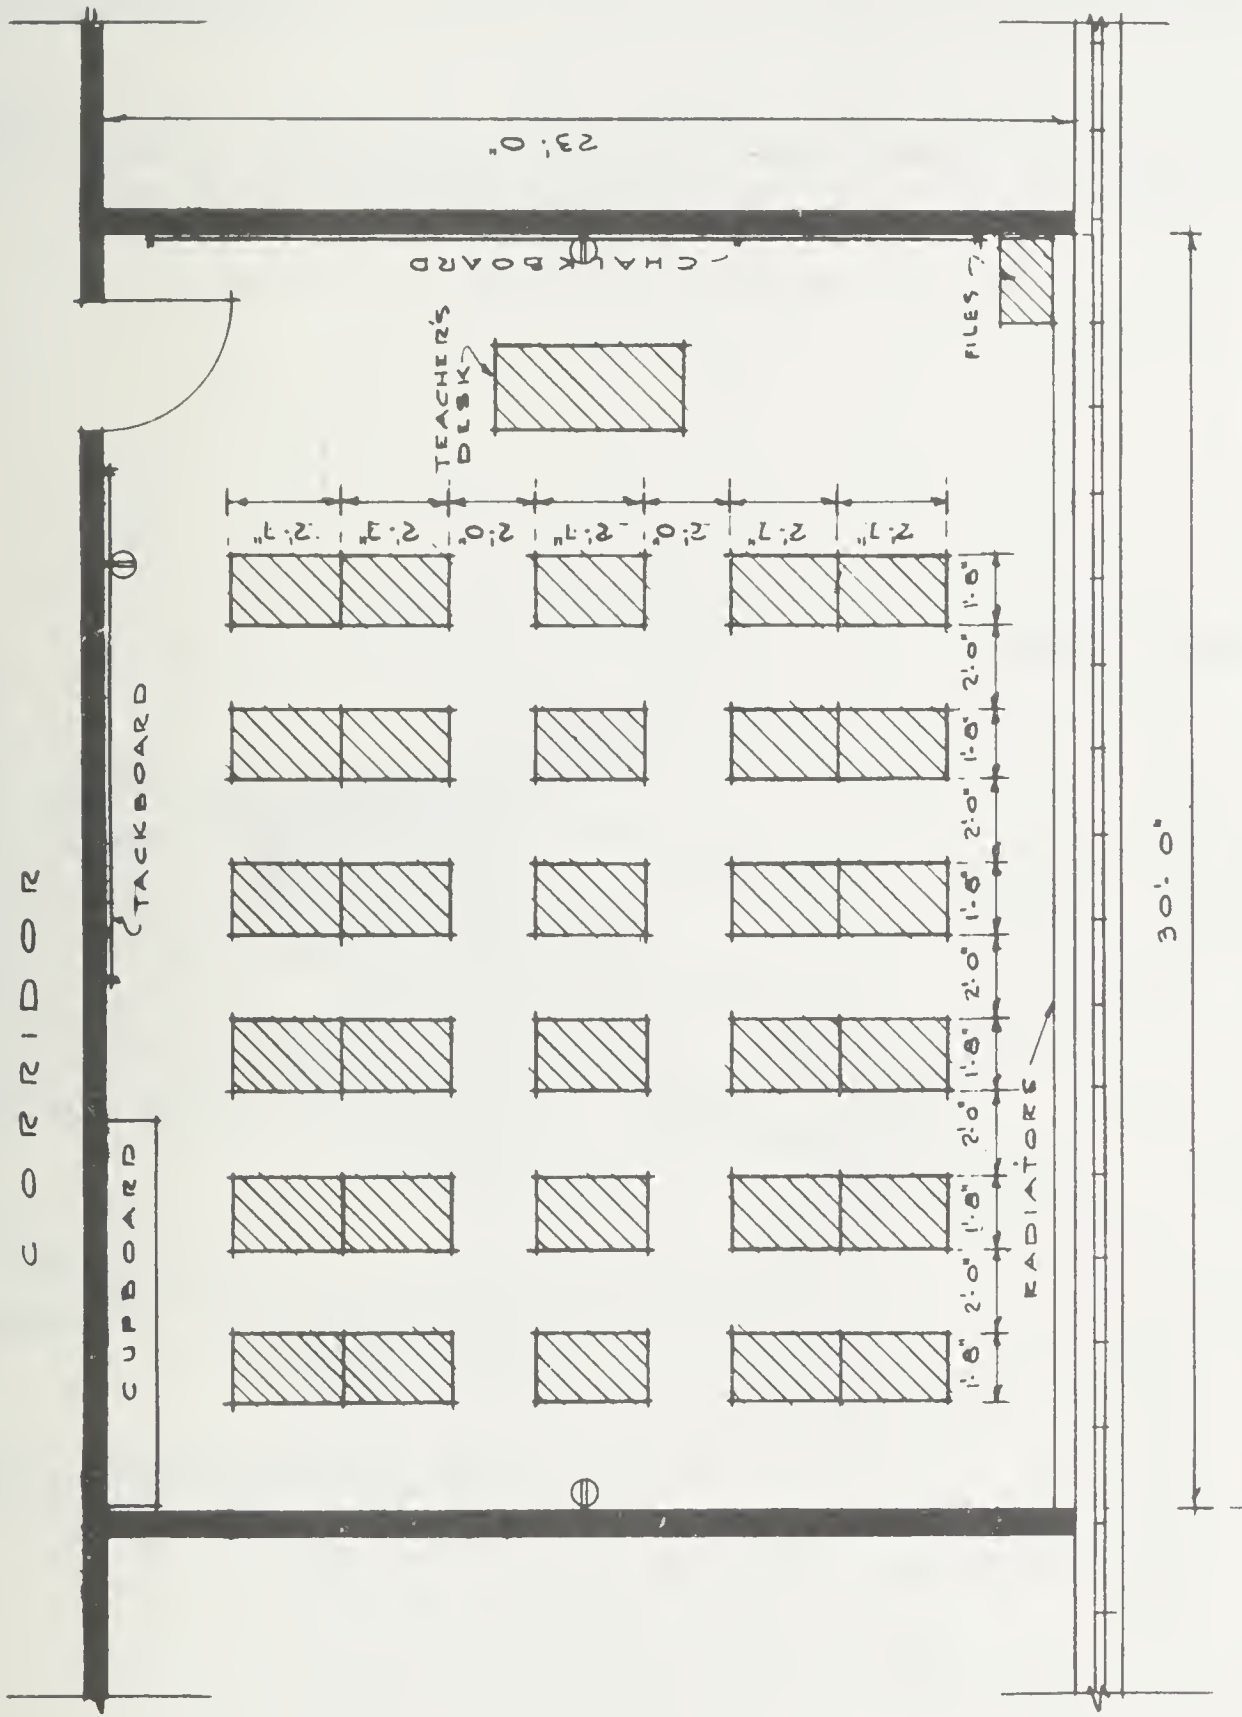 CORRIDOR
23'-0"
CHALKBOARD
FILES
TEACHER'S
DESK
2'-7" 2'-7" 2'-0" 2'-7" 2'-0" 2'-7" 2'-7"
TACKBOARD
CUPBOARD
1'-8" 2'-0" 1'-8" 2'-0" 1'-8" 2'-0" 1'-8" 2'-0" 1'-8" 2'-0" 1'-8"
RADIATORS
30'-0"